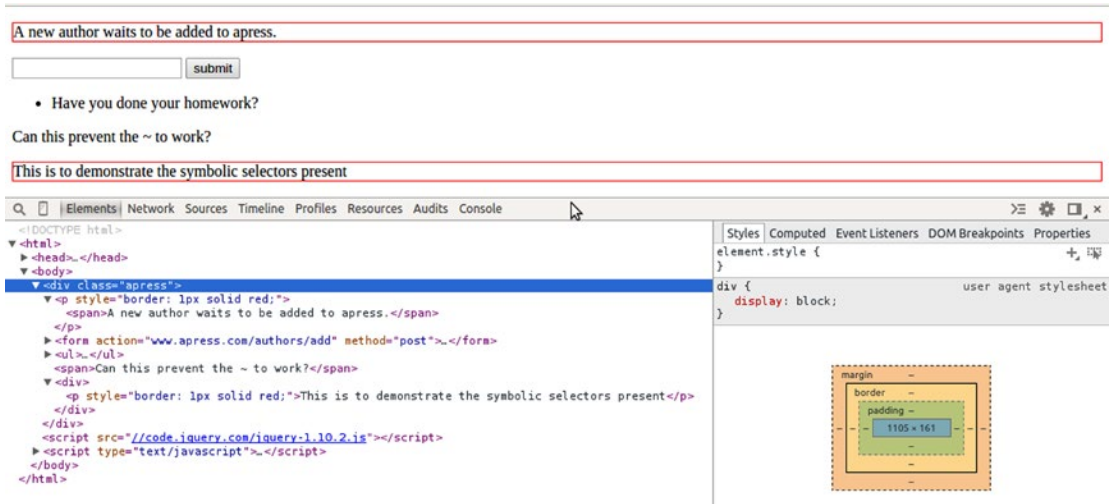 A new author waits to be added to apress.
submit
• Have you done your homework?
Can this prevent the ~ to work?
This is to demonstrate the symbolic selectors present
Elements Network Sources Timeline Profiles Resources Audits Console
<!DOCTYPE html>
▼<html>
▶<head>…</head>
▼<body>
▼<div class="apress">
▼<p style="border: 1px solid red;">
<span>A new author waits to be added to apress.</span>
</p>
▶<form action="www.apress.com/authors/add" method="post">…</form>
▶<ul>…</ul>
<span>Can this prevent the ~ to work?</span>
▼<div>
<p style="border: 1px solid red;">This is to demonstrate the symbolic selectors present</p>
</div>
</div>
<script src="//code.jquery.com/jquery-1.10.2.js"></script>
▶<script type="text/javascript">…</script>
</body>
</html>
Styles Computed Event Listeners DOM Breakpoints Properties
element.style {
}
div { user agent stylesheet
display: block;
}
margin –
border –
padding –
– – – 1105 × 161 – – –
–
–
–